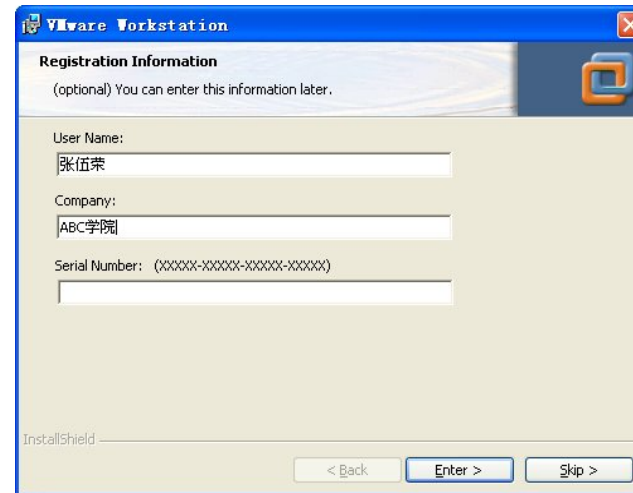 VMware Workstation
Registration Information
(optional) You can enter this information later.
User Name:
张伍荣
Company:
ABC学院
Serial Number: (XXXXX-XXXXX-XXXXX-XXXXX)
InstallShield
< Back Enter > Skip >